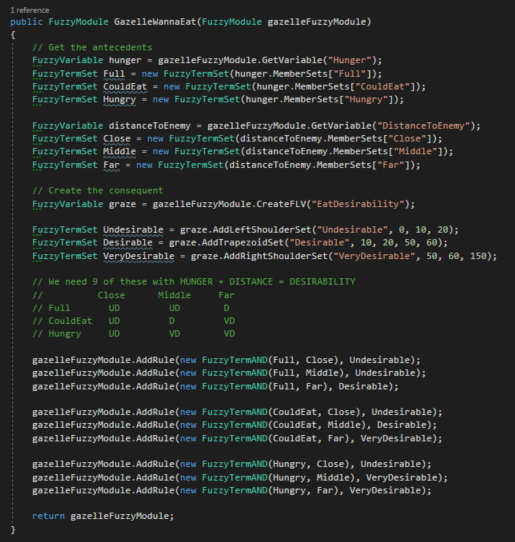 1 reference
public FuzzyModule GazelleWannaEat(FuzzyModule gazelleFuzzyModule)
{
    // Get the antecedents
    FuzzyVariable hunger = gazelleFuzzyModule.GetVariable("Hunger");
    FuzzyTermSet Full = new FuzzyTermSet(hunger.MemberSets["Full"]);
    FuzzyTermSet CouldEat = new FuzzyTermSet(hunger.MemberSets["CouldEat"]);
    FuzzyTermSet Hungry = new FuzzyTermSet(hunger.MemberSets["Hungry"]);

    FuzzyVariable distanceToEnemy = gazelleFuzzyModule.GetVariable("DistanceToEnemy");
    FuzzyTermSet Close = new FuzzyTermSet(distanceToEnemy.MemberSets["Close"]);
    FuzzyTermSet Middle = new FuzzyTermSet(distanceToEnemy.MemberSets["Middle"]);
    FuzzyTermSet Far = new FuzzyTermSet(distanceToEnemy.MemberSets["Far"]);

    // Create the consequent
    FuzzyVariable graze = gazelleFuzzyModule.CreateFLV("EatDesirability");

    FuzzyTermSet Undesirable = graze.AddLeftShoulderSet("Undesirable", 0, 10, 20);
    FuzzyTermSet Desirable = graze.AddTrapezoidSet("Desirable", 10, 20, 50, 60);
    FuzzyTermSet VeryDesirable = graze.AddRightShoulderSet("VeryDesirable", 50, 60, 150);

    // We need 9 of these with HUNGER + DISTANCE = DESIRABILITY
    //          Close      Middle     Far
    // Full       UD         UD        D
    // CouldEat   UD         D         VD
    // Hungry     UD         VD        VD

    gazelleFuzzyModule.AddRule(new FuzzyTermAND(Full, Close), Undesirable);
    gazelleFuzzyModule.AddRule(new FuzzyTermAND(Full, Middle), Undesirable);
    gazelleFuzzyModule.AddRule(new FuzzyTermAND(Full, Far), Desirable);

    gazelleFuzzyModule.AddRule(new FuzzyTermAND(CouldEat, Close), Undesirable);
    gazelleFuzzyModule.AddRule(new FuzzyTermAND(CouldEat, Middle), Desirable);
    gazelleFuzzyModule.AddRule(new FuzzyTermAND(CouldEat, Far), VeryDesirable);

    gazelleFuzzyModule.AddRule(new FuzzyTermAND(Hungry, Close), Undesirable);
    gazelleFuzzyModule.AddRule(new FuzzyTermAND(Hungry, Middle), VeryDesirable);
    gazelleFuzzyModule.AddRule(new FuzzyTermAND(Hungry, Far), VeryDesirable);

    return gazelleFuzzyModule;
}